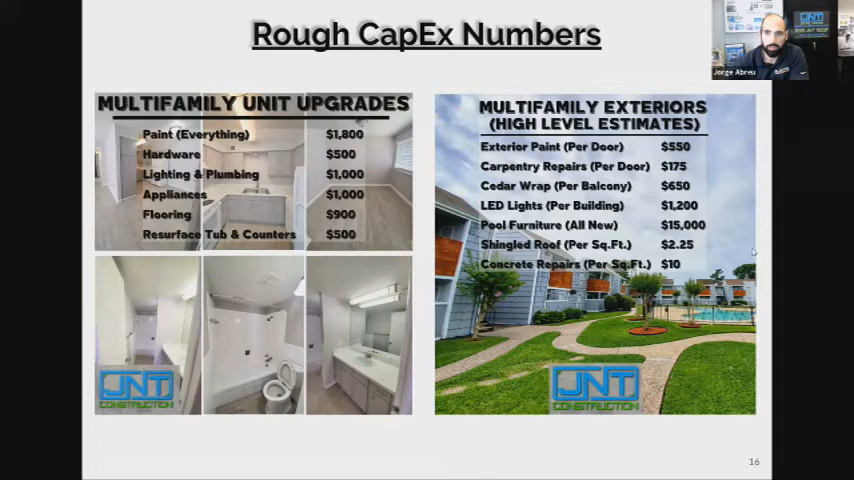 Rough CapEx Numbers
Jorge Abreu
MULTIFAMILY UNIT UPGRADES
Paint (Everything) $1,800
Hardware $500
Lighting & Plumbing $1,000
Appliances $1,000
Flooring $900
Resurface Tub & Counters $500
JNT
CONSTRUCTION
MULTIFAMILY EXTERIORS
(HIGH LEVEL ESTIMATES)
Exterior Paint (Per Door) $550
Carpentry Repairs (Per Door) $175
Cedar Wrap (Per Balcony) $650
LED Lights (Per Building) $1,200
Pool Furniture (All New) $15,000
Shingled Roof (Per Sq.Ft.) $2.25
Concrete Repairs (Per Sq.Ft.) $10
JNT
CONSTRUCTION
16